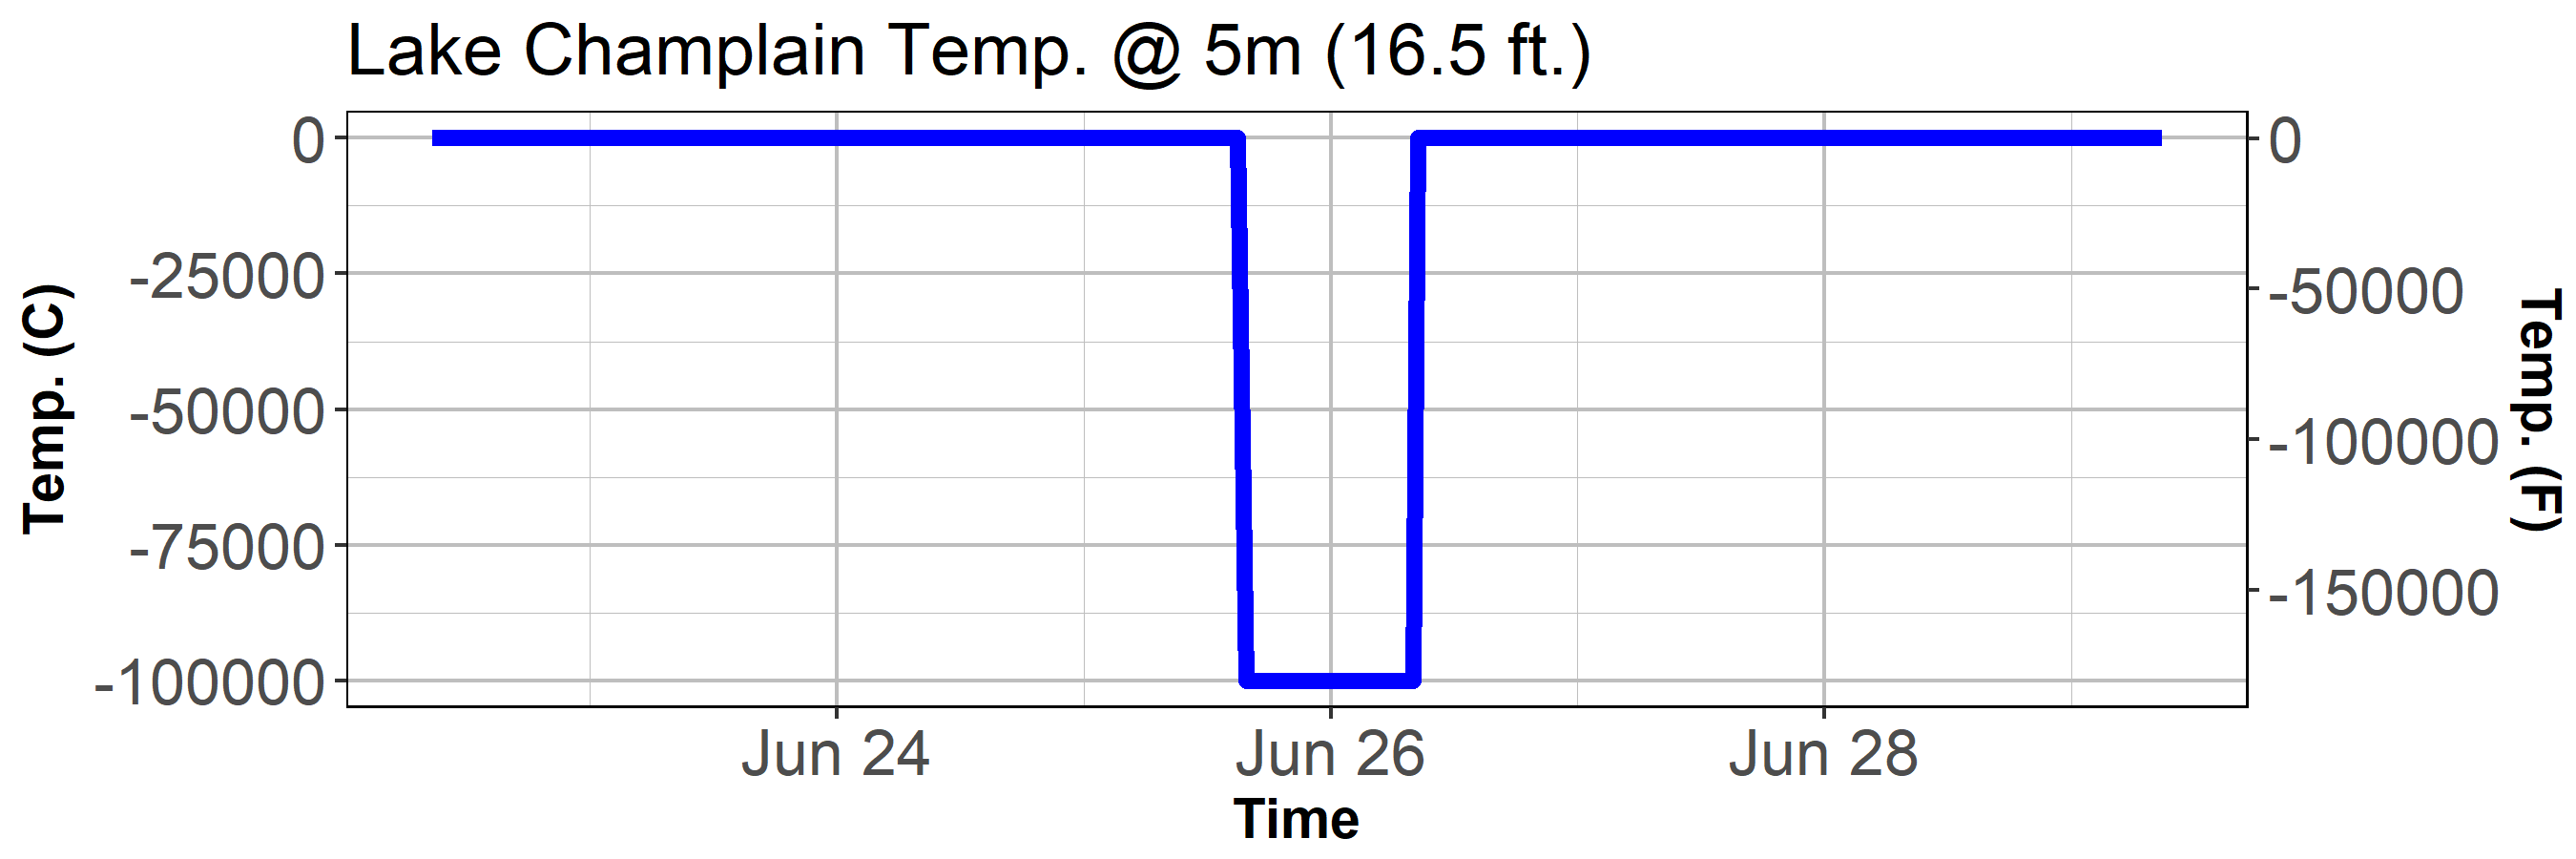 Lake Champlain Temp. @ 5m (16.5 ft.)
Temp. (C)
0
-25000
-50000
-75000
-100000
0
-50000
-100000
-150000
Temp. (F)
Jun 24 Jun 26 Jun 28
Time